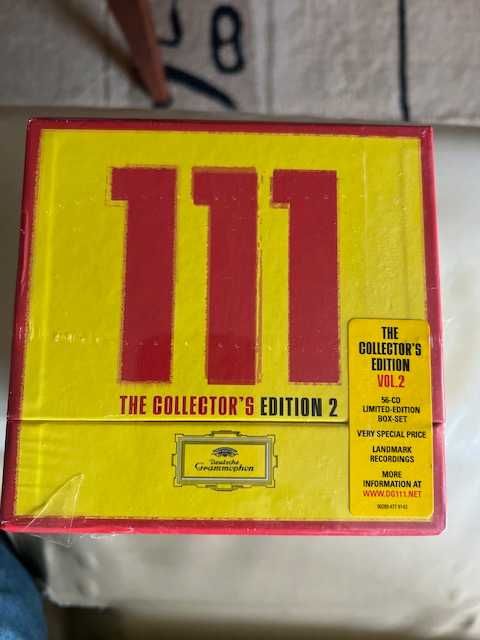 111
THE COLLECTOR'S EDITION 2
Deutsche
Grammophon
THE
COLLECTOR'S
EDITION
VOL.2
56-CD
LIMITED-EDITION
BOX-SET
VERY SPECIAL PRICE
LANDMARK
RECORDINGS
MORE
INFORMATION AT
WWW.DG111.NET